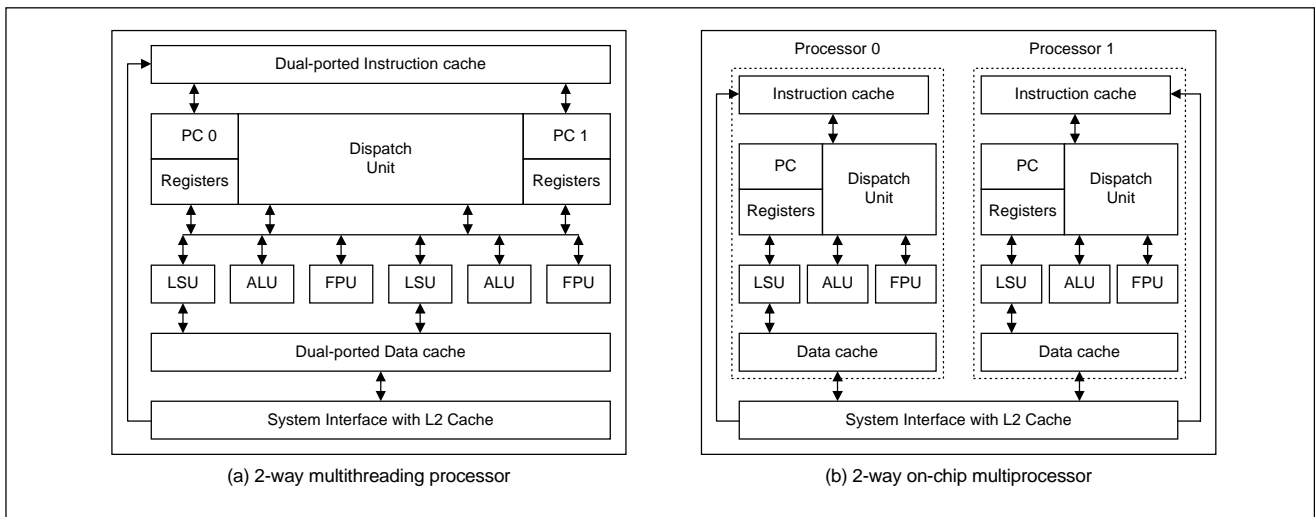 Dual-ported Instruction cache
PC 0
Dispatch
Unit
PC 1
Registers
Registers
LSU
ALU
FPU
LSU
ALU
FPU
Dual-ported Data cache
System Interface with L2 Cache
(a) 2-way multithreading processor
Processor 0
Processor 1
Instruction cache
Instruction cache
PC
Dispatch
Unit
Registers
PC
Dispatch
Unit
Registers
LSU
ALU
FPU
LSU
ALU
FPU
Data cache
Data cache
System Interface with L2 Cache
(b) 2-way on-chip multiprocessor